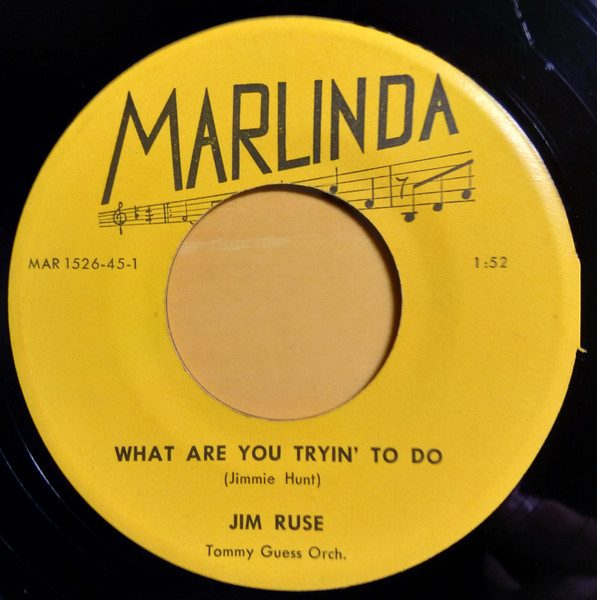 MARLINDA
MAR 1526-45-1
1:52
WHAT ARE YOU TRYIN' TO DO
(Jimmie Hunt)
JIM RUSE
Tommy Guess Orch.